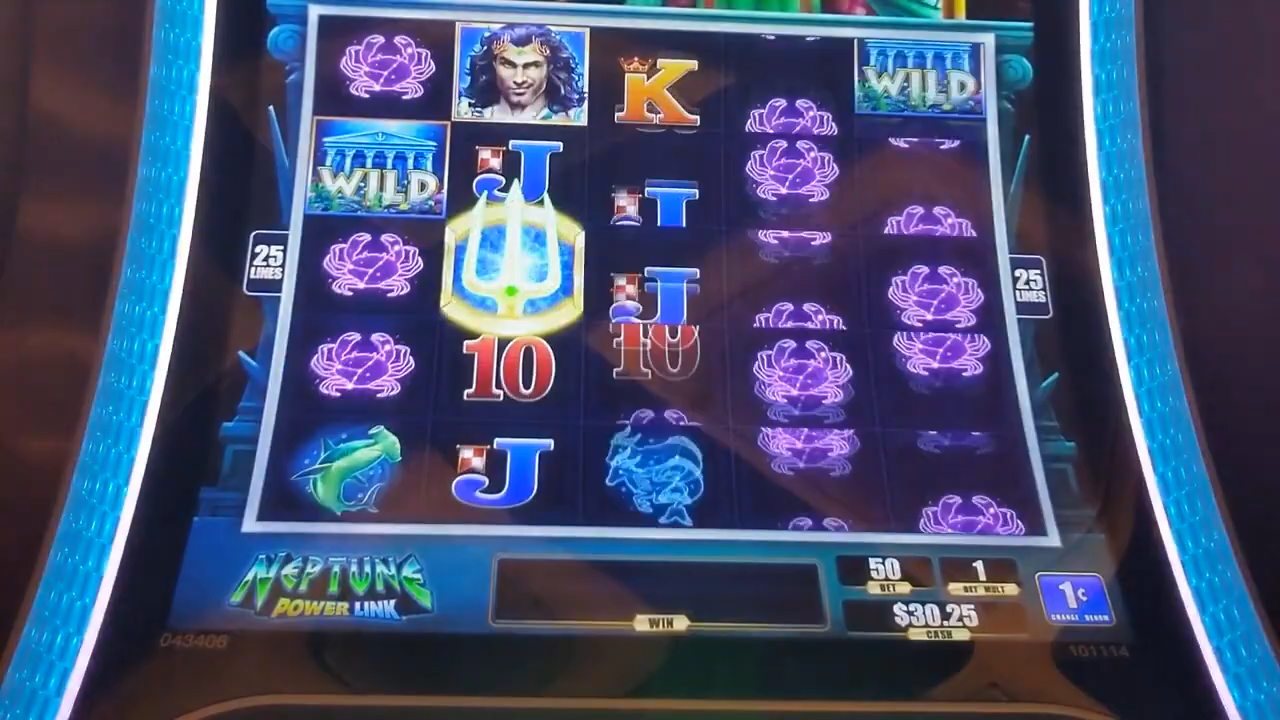 K
WILD
J
WILD
J
25
LINES
25
LINES
J
10
10
J
NEPTUNE
POWER LINK
WIN
50
BET
1
BET MULT
$30.25
CASH
1¢
CHANGE DENOM
043406
101114